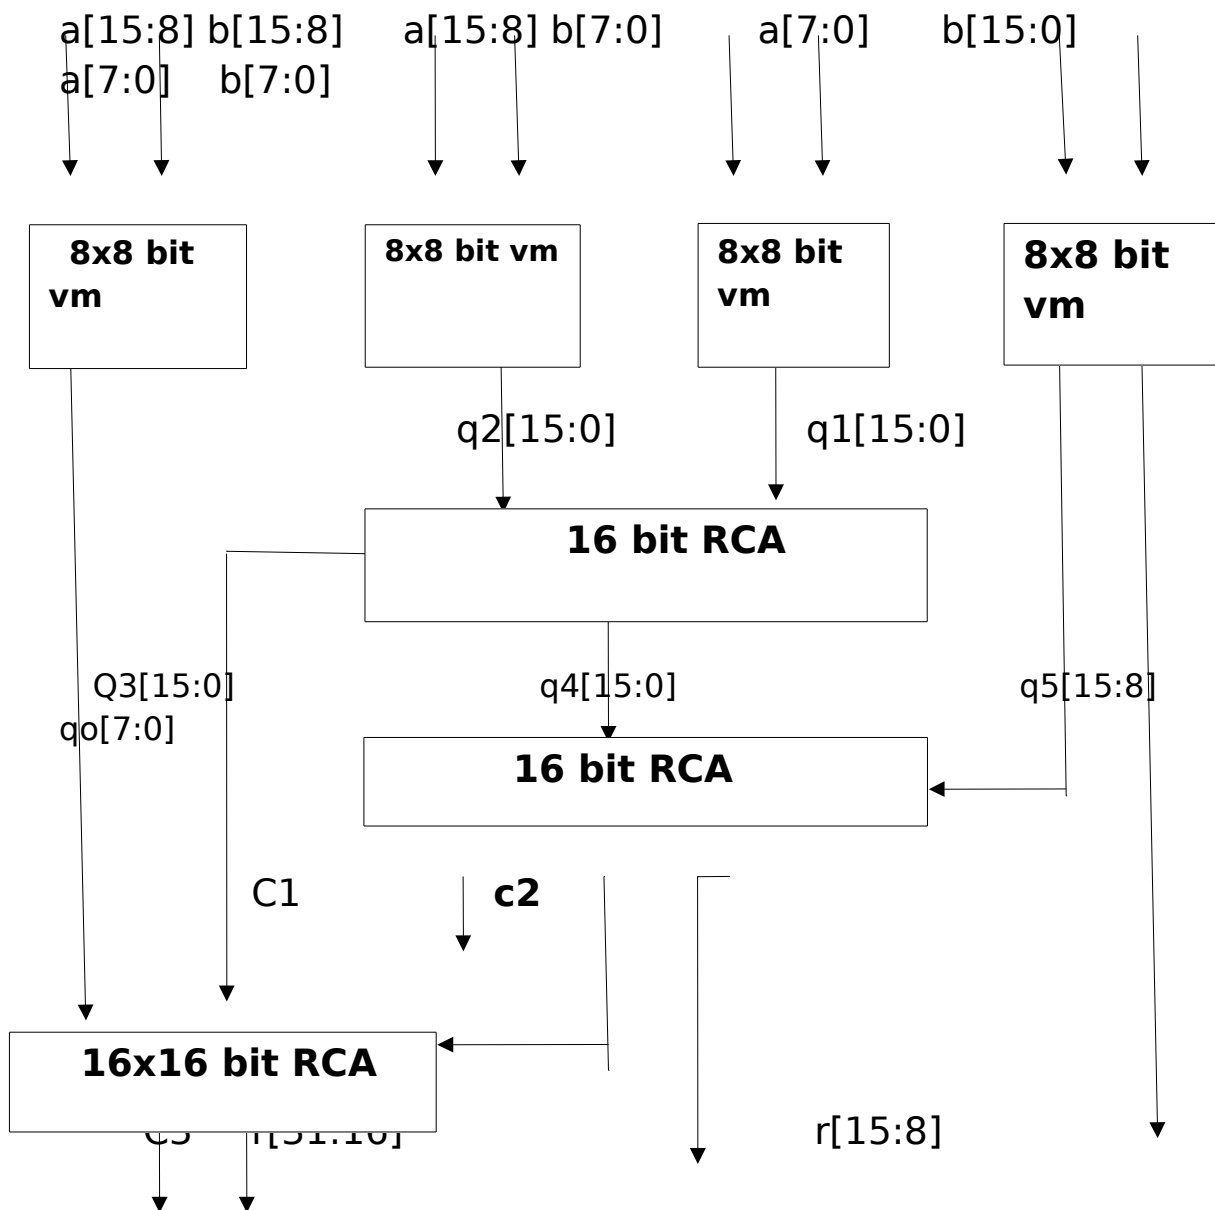 a[15:8] b[15:8] a[15:8] b[7:0] a[7:0] b[15:0]
a[7:0] b[7:0]
8x8 bit
vm
8x8 bit vm
8x8 bit
vm
8x8 bit
vm
q2[15:0] q1[15:0]
16 bit RCA
Q3[15:0] q4[15:0] q5[15:8]
qo[7:0]
16 bit RCA
C1 c2
16x16 bit RCA
C3 r[31:16] r[15:8]